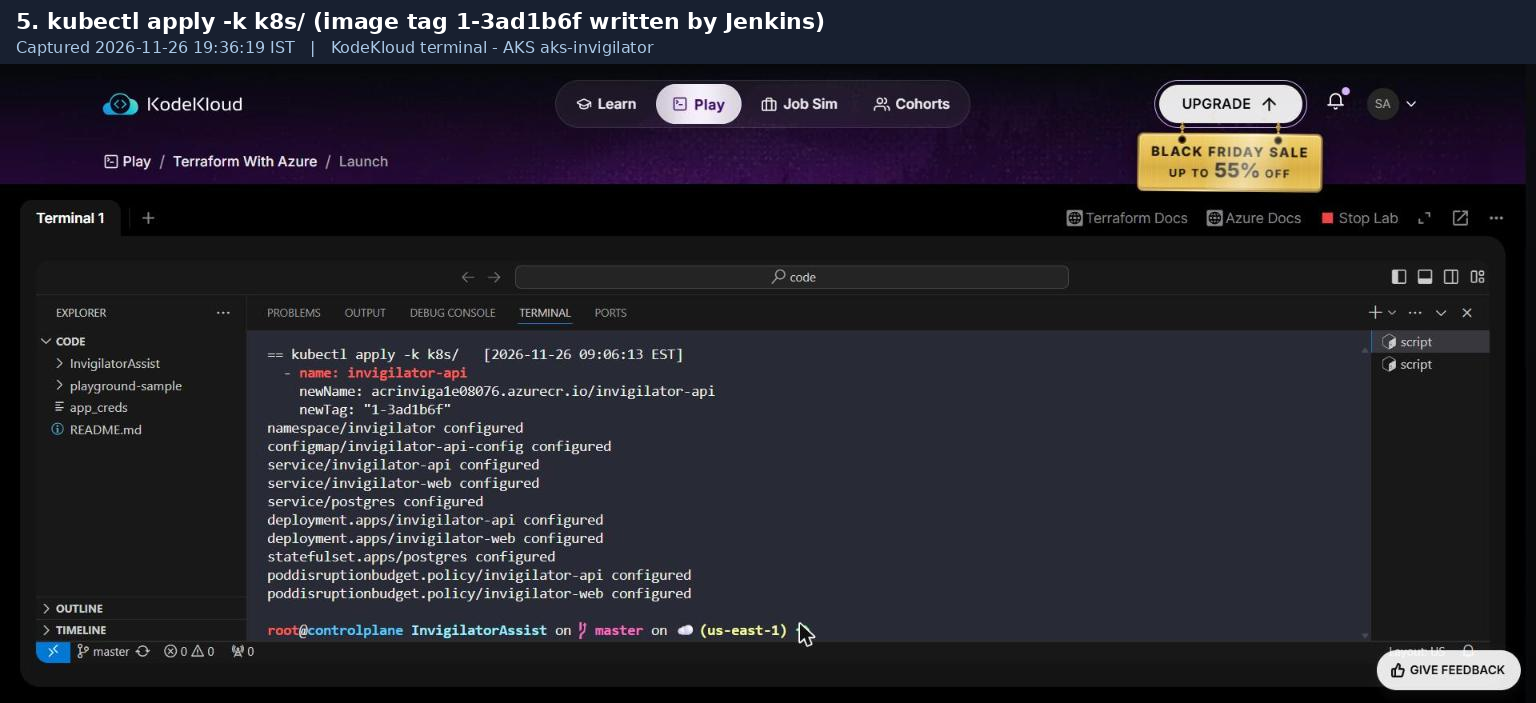 5. kubectl apply -k k8s/ (image tag 1-3ad1b6f written by Jenkins)
Captured 2026-11-26 19:36:19 IST | KodeKloud terminal - AKS aks-invigilator
KodeKloud
Learn
Play
Job Sim
Cohorts
UPGRADE
SA
BLACK FRIDAY SALE
UP TO 55% OFF
Play / Terraform With Azure / Launch
Terminal 1
Terraform Docs
Azure Docs
Stop Lab
code
EXPLORER
PROBLEMS
OUTPUT
DEBUG CONSOLE
TERMINAL
PORTS
CODE
InvigilatorAssist
playground-sample
app_creds
README.md
OUTLINE
TIMELINE
== kubectl apply -k k8s/   [2026-11-26 09:06:13 EST]
- name: invigilator-api
newName: acrinviga1e08076.azurecr.io/invigilator-api
newTag: "1-3ad1b6f"
namespace/invigilator configured
configmap/invigilator-api-config configured
service/invigilator-api configured
service/invigilator-web configured
service/postgres configured
deployment.apps/invigilator-api configured
deployment.apps/invigilator-web configured
statefulset.apps/postgres configured
poddisruptionbudget.policy/invigilator-api configured
poddisruptionbudget.policy/invigilator-web configured
root@controlplane InvigilatorAssist on master on (us-east-1)
script
script
master
0
0
0
Layout: US
GIVE FEEDBACK